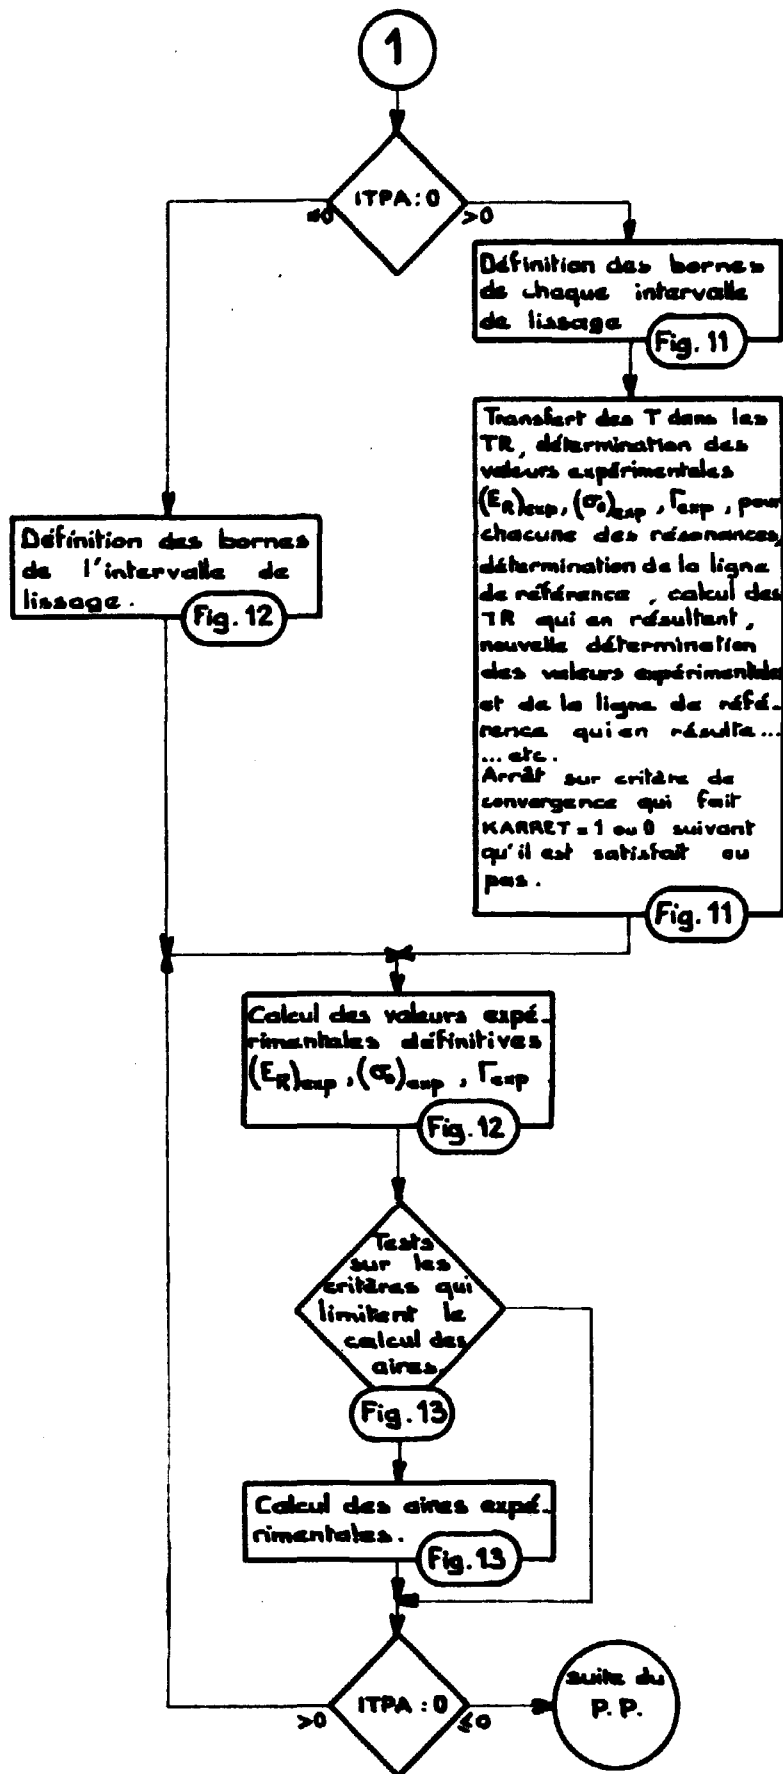 1
ITPA : 0
≤0
>0
Définition des bornes
de chaque intervalle
de lissage
Fig. 11
Transfert des T dans les
TR, détermination des
valeurs expérimentales
(E_R)exp, (σ₀)exp, Γexp, pour
chacune des résonances,
détermination de la ligne
de référence, calcul des
TR qui en résultent,
nouvelle détermination
des valeurs expérimentales
et de la ligne de réfé-
rence qui en résulte...
... etc.
Arrêt sur critère de
convergence qui fait
KARRET = 1 ou 0 suivant
qu'il est satisfait ou
pas.
Fig. 11
Définition des bornes
de l'intervalle de
lissage.
Fig. 12
Calcul des valeurs expé-
rimentales définitives
(E_R)exp, (σ₀)exp, Γexp
Fig. 12
Tests
sur les
critères qui
limitent le
calcul des
aires.
Fig. 13
Calcul des aires expé-
rimentales.
Fig. 13
ITPA : 0
>0
≤0
suite du
P. P.